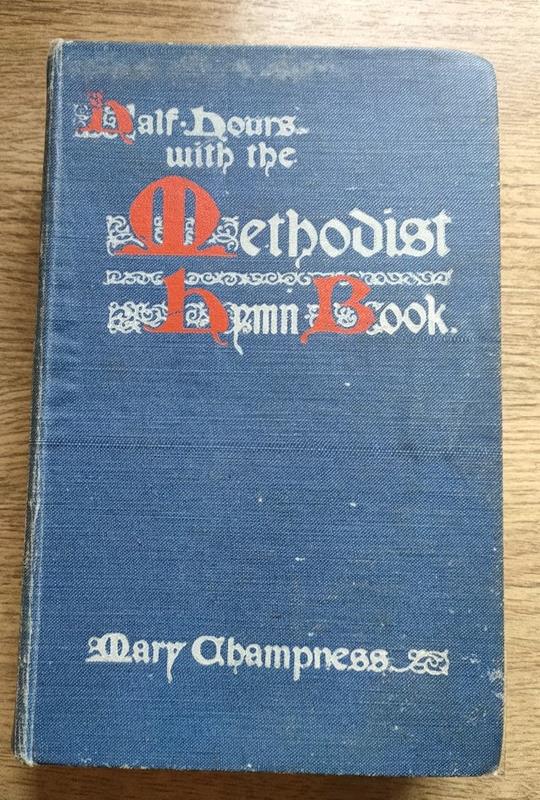 Half-Hours
with the
Methodist
Hymn Book.
Mary Champness